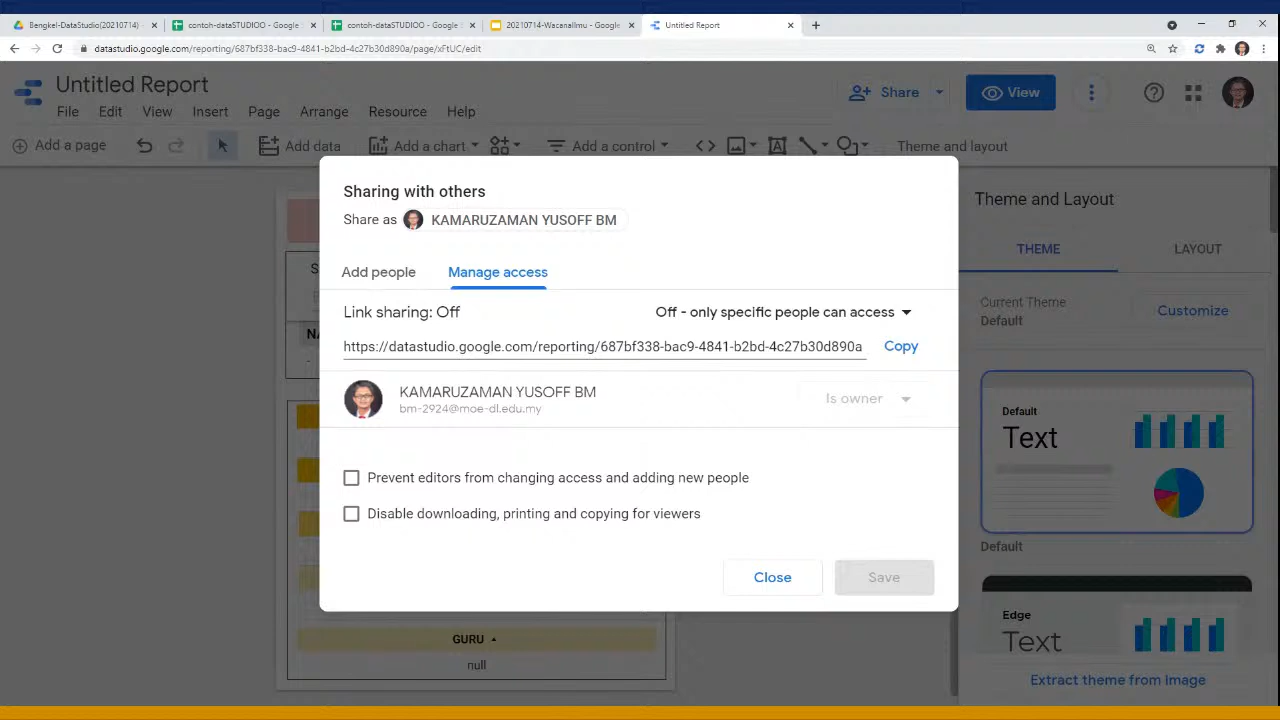 Bengkel-DataStudio(20210714) -
contoh-dataSTUDIOO - Google S
contoh-dataSTUDIOO - Google S
20210714-WacanaIlmu - Google
Untitled Report
datastudio.google.com/reporting/687bf338-bac9-4841-b2bd-4c27b30d890a/page/xFtUC/edit
Untitled Report
File Edit View Insert Page Arrange Resource Help
Share
View
Add a page
Add data
Add a chart
Add a control
Theme and layout
Sharing with others
Share as KAMARUZAMAN YUSOFF BM
Add people
Manage access
Link sharing: Off
Off - only specific people can access
https://datastudio.google.com/reporting/687bf338-bac9-4841-b2bd-4c27b30d890a
Copy
KAMARUZAMAN YUSOFF BM
bm-2924@moe-dl.edu.my
Is owner
Prevent editors from changing access and adding new people
Disable downloading, printing and copying for viewers
Close
Save
GURU
null
Theme and Layout
THEME
LAYOUT
Current Theme
Default
Customize
Default
Text
Default
Edge
Text
Extract theme from image